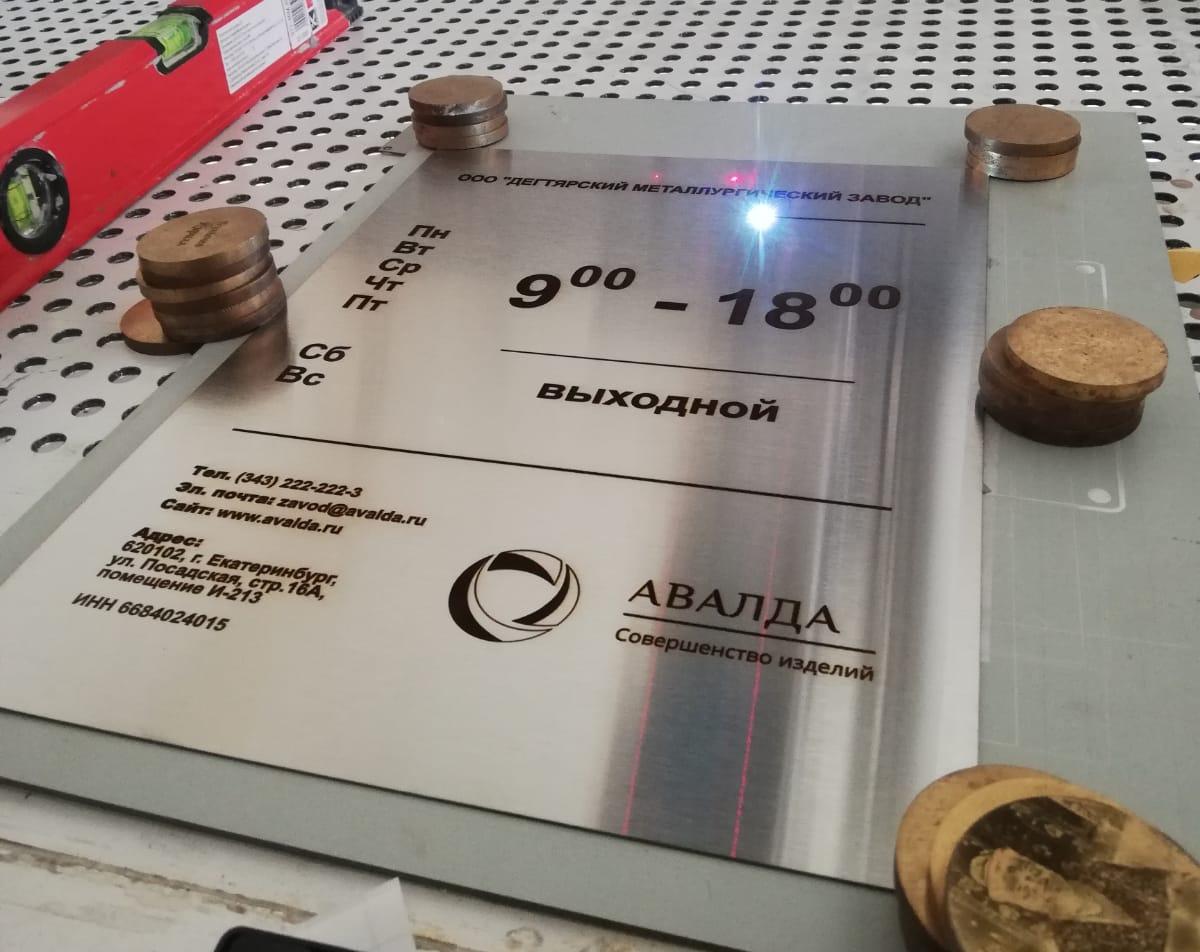 ООО "ДЕГТЯРСКИЙ МЕТАЛЛУРГИЧЕСКИЙ ЗАВОД"
Пн
Вт
Ср
Чт
Пт
9⁰⁰ - 18⁰⁰
Сб
Вс
ВЫХОДНОЙ
Тел. (343) 222-222-3
Эл. почта: zavod@avalda.ru
Сайт: www.avalda.ru
Адрес:
620102, г. Екатеринбург,
ул. Посадская, стр.16А,
помещение И-213
ИНН 6684024015
АВАЛДА
Совершенство изделий